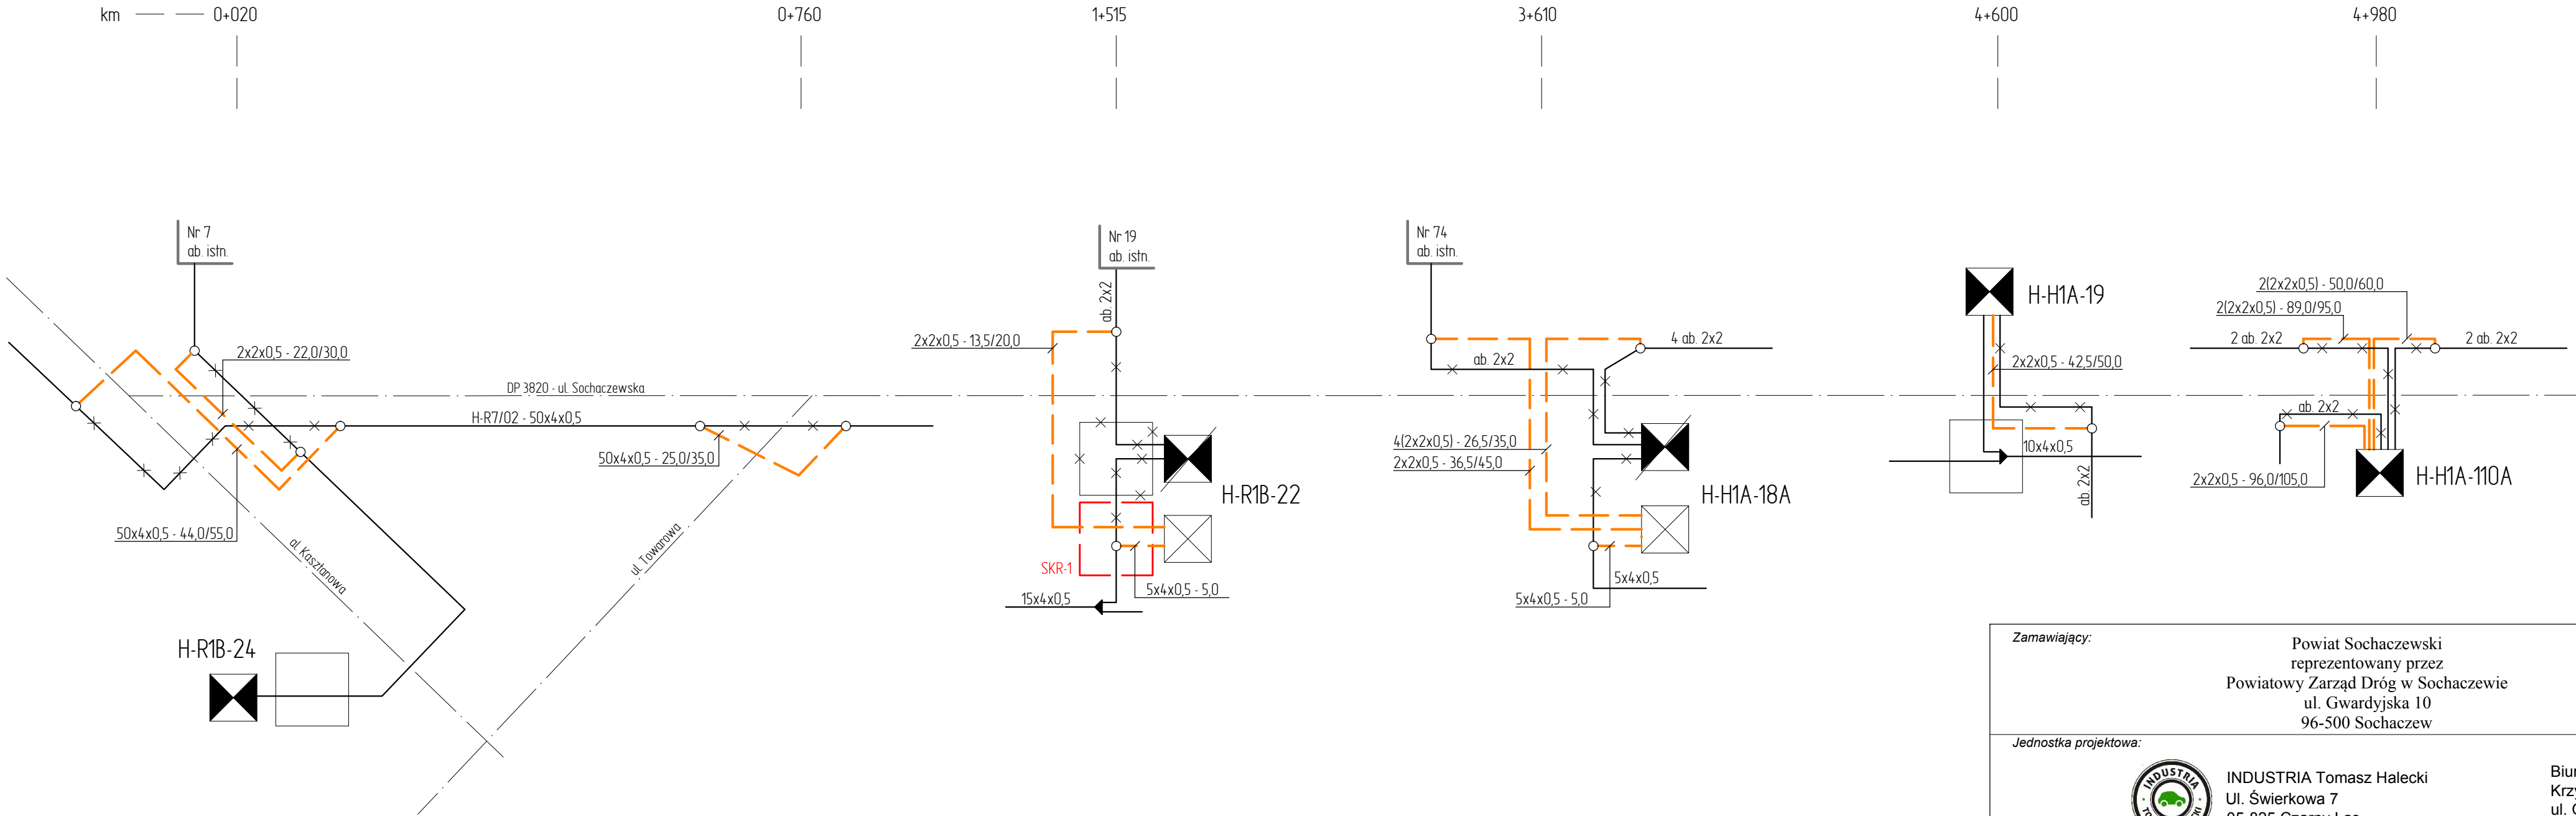 km
0+020
0+760
1+515
3+610
4+600
4+980
Nr 7
ab. istn.
2x2x0,5 - 22,0/30,0
DP 3820 - ul. Sochaczewska
H-R7/02 - 50x4x0,5
50x4x0,5 - 25,0/35,0
50x4x0,5 - 44,0/55,0
al. Kasztanowa
ul. Towarowa
H-R1B-24
Nr 19
ab. istn.
ab. 2x2
2x2x0,5 - 13,5/20,0
H-R1B-22
SKR-1
5x4x0,5 - 5,0
15x4x0,5
Nr 74
ab. istn.
ab. 2x2
4 ab. 2x2
4(2x2x0,5) - 26,5/35,0
2x2x0,5 - 36,5/45,0
H-H1A-18A
5x4x0,5
5x4x0,5 - 5,0
H-H1A-19
2x2x0,5 - 42,5/50,0
10x4x0,5
ab. 2x2
2(2x2x0,5) - 50,0/60,0
2(2x2x0,5) - 89,0/95,0
2 ab. 2x2
2 ab. 2x2
ab. 2x2
2x2x0,5 - 96,0/105,0
H-H1A-110A
Zamawiający:
Powiat Sochaczewski
reprezentowany przez
Powiatowy Zarząd Dróg w Sochaczewie
ul. Gwardyjska 10
96-500 Sochaczew
Jednostka projektowa:
INDUSTRIA
INDUSTRIA Tomasz Halecki
Ul. Świerkowa 7